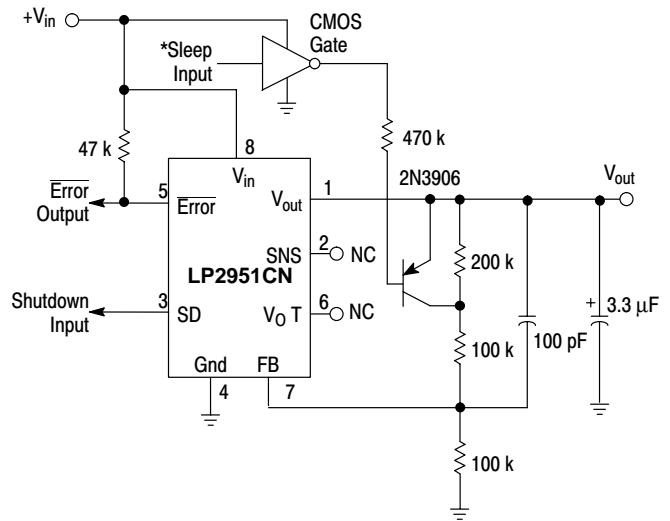 +Vin
*Sleep
Input
CMOS
Gate
47 k
470 k
2N3906
Vout
8
Vin
Error
Output
5
Error
Vout
1
SNS
2
NC
LP2951CN
200 k
Shutdown
Input
3
SD
VO T
6
NC
+
3.3 µF
100 k
100 pF
Gnd
FB
4
7
100 k